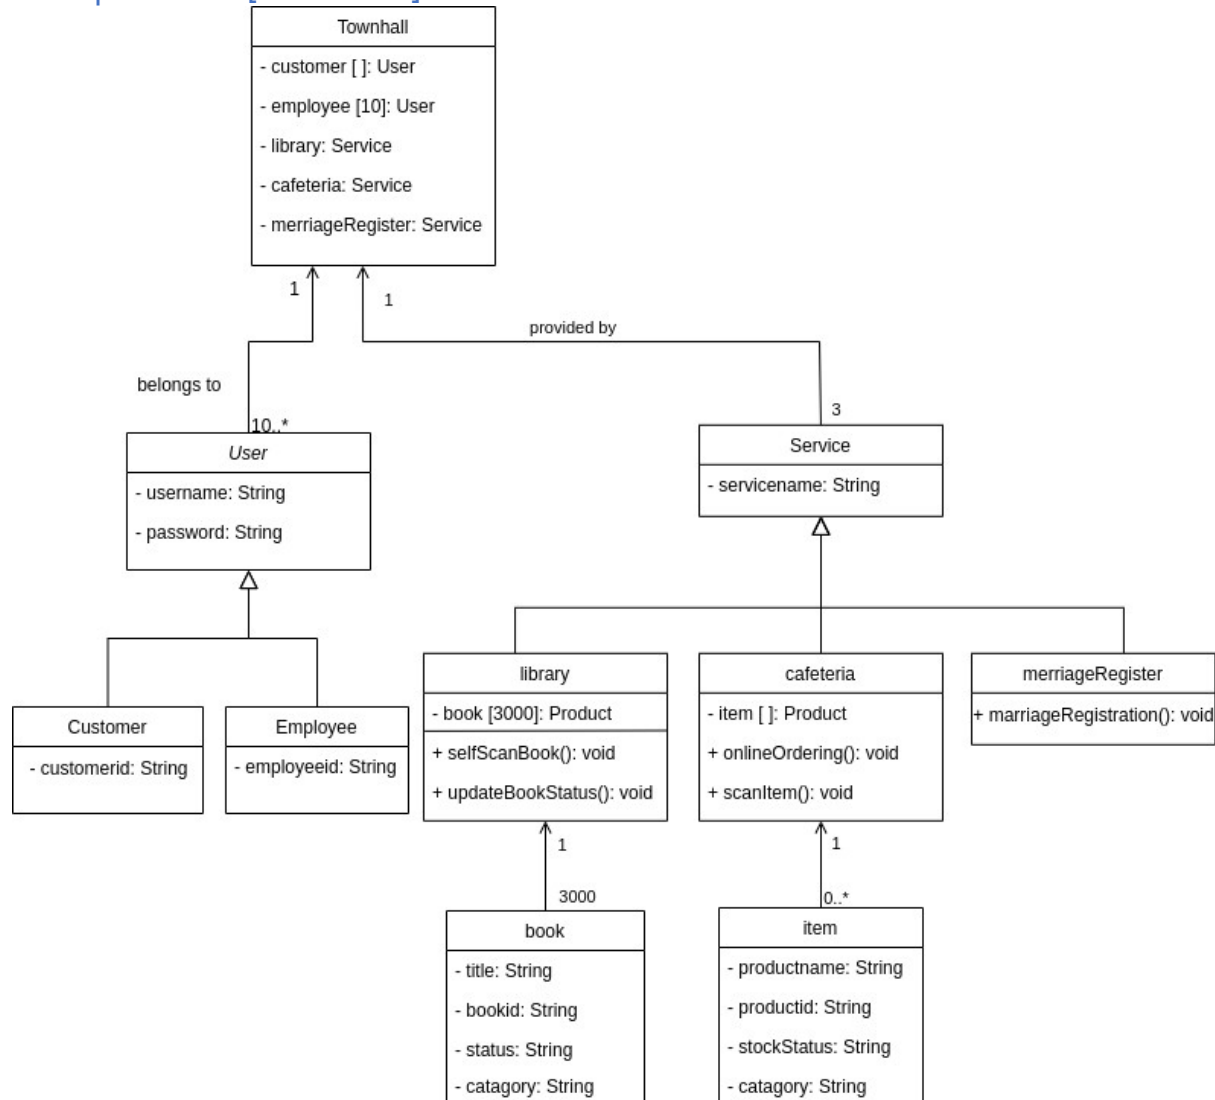 Townhall
- customer [ ]: User
- employee [10]: User
- library: Service
- cafeteria: Service
- merriageRegister: Service
1
1
provided by
belongs to
10..*
3
User
- username: String
- password: String
Service
- servicename: String
Customer
- customerid: String
Employee
- employeeid: String
library
- book [3000]: Product
+ selfScanBook(): void
+ updateBookStatus(): void
cafeteria
- item [ ]: Product
+ onlineOrdering(): void
+ scanItem(): void
merriageRegister
+ marriageRegistration(): void
1
3000
1
0..*
book
- title: String
- bookid: String
- status: String
- catagory: String
item
- productname: String
- productid: String
- stockStatus: String
- catagory: String